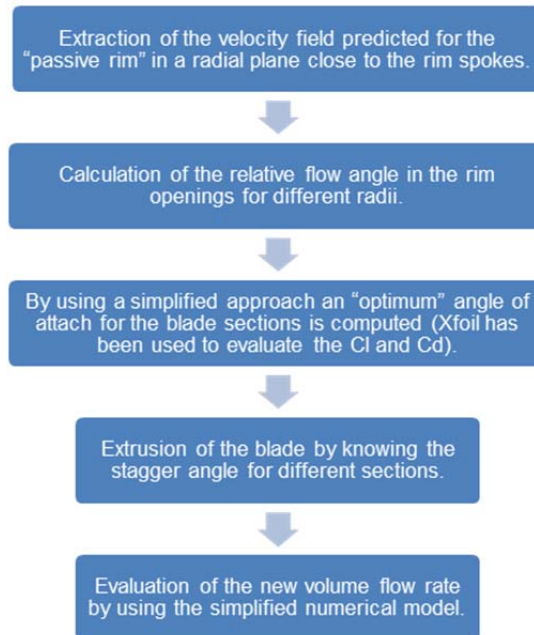 Extraction of the velocity field predicted for the
“passive rim” in a radial plane close to the rim spokes.
Calculation of the relative flow angle in the rim
openings for different radii.
By using a simplified approach an “optimum” angle of
attach for the blade sections is computed (Xfoil has
been used to evaluate the Cl and Cd).
Extrusion of the blade by knowing the
stagger angle for different sections.
Evaluation of the new volume flow rate
by using the simplified numerical model.